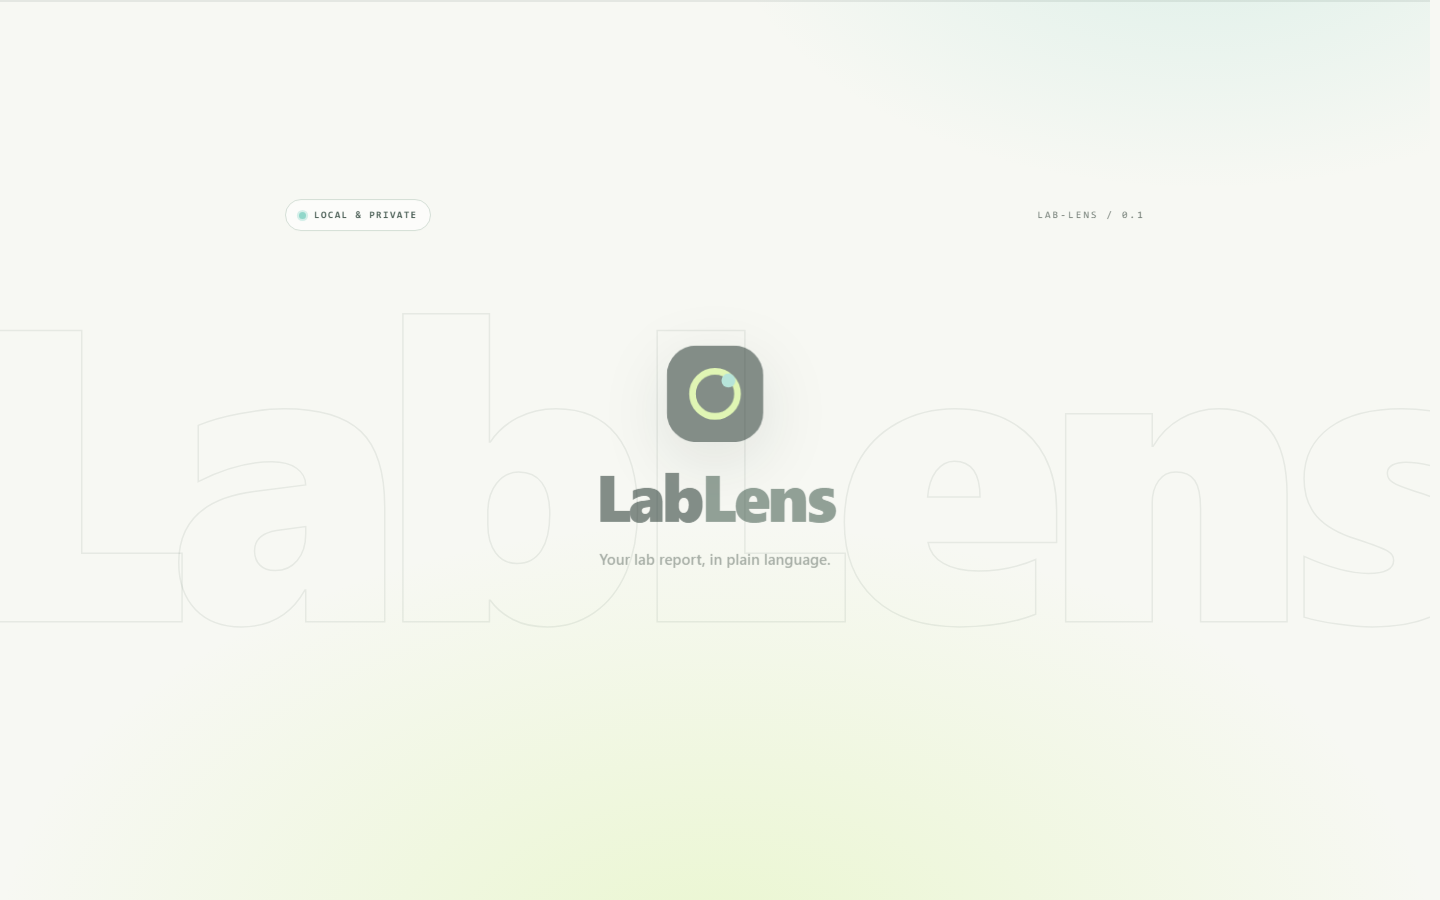 LOCAL & PRIVATE
LAB-LENS / 0.1
LabLens
LabLens
Your lab report, in plain language.